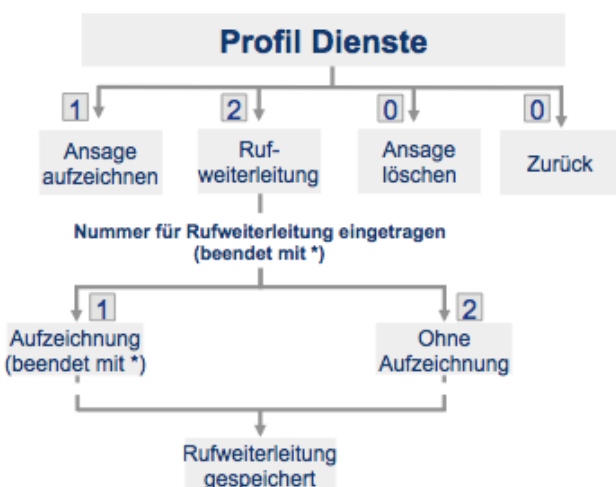 Profil Dienste
1
2
0
0
Ansage
aufzeichnen
Ruf-
weiterleitung
Ansage
löschen
Zurück
Nummer für Rufweiterleitung eingetragen
(beendet mit *)
1
2
Aufzeichnung
(beendet mit *)
Ohne
Aufzeichnung
Rufweiterleitung
gespeichert